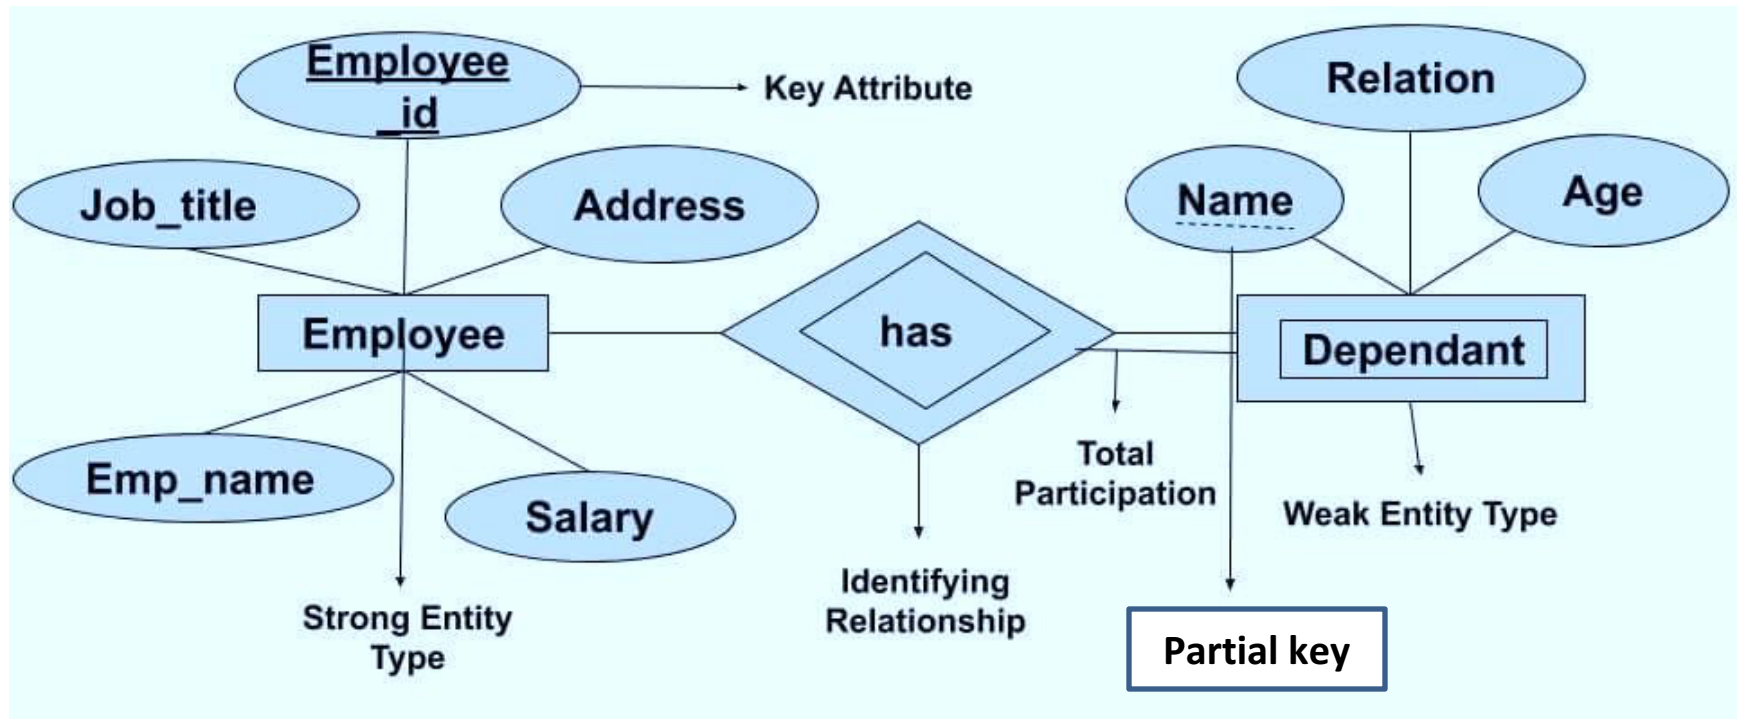 Employee
_id
Key Attribute
Relation
Job_title
Address
Name
Age
Employee
has
Dependant
Emp_name
Salary
Total
Participation
Weak Entity Type
Identifying
Relationship
Strong Entity
Type
Partial key